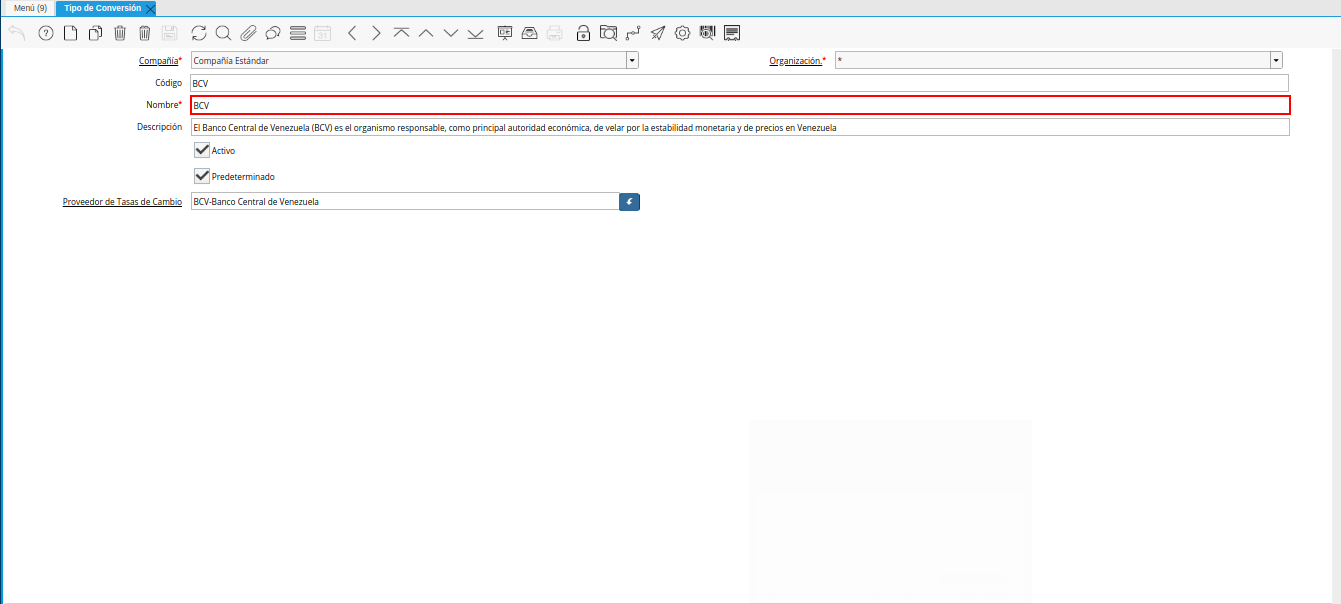 Menú (9) Tipo de Conversión
Compañía* Compañía Estándar Organización.* *
Código BCV
Nombre* BCV
Descripción El Banco Central de Venezuela (BCV) es el organismo responsable, como principal autoridad económica, de velar por la estabilidad monetaria y de precios en Venezuela
Activo
Predeterminado
Proveedor de Tasas de Cambio BCV-Banco Central de Venezuela